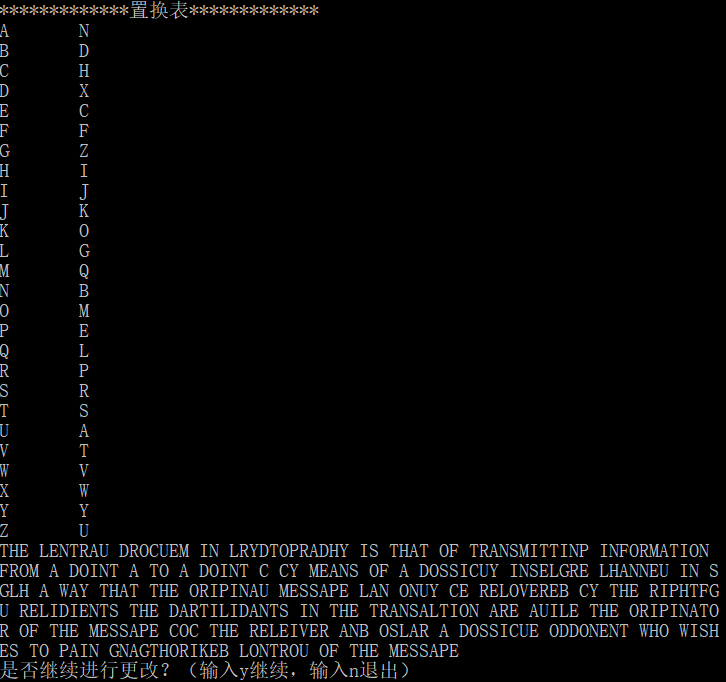 *************置换表*************
A N
B D
C H
D X
E C
F F
G Z
H I
I J
J K
K O
L G
M Q
N B
O M
P E
Q L
R P
S R
T S
U A
V T
W V
X W
Y Y
Z U
THE LENTRAU DROCUEM IN LRYDTOPRADHY IS THAT OF TRANSMITTINP INFORMATION
FROM A DOINT A TO A DOINT C CY MEANS OF A DOSSICUY INSELGRE LHANNEU IN S
GLH A WAY THAT THE ORIPINAU MESSAPE LAN ONUY CE RELOVEREB CY THE RIPHTFG
U RELIDIENTS THE DARTILIDANTS IN THE TRANSALTION ARE AUILE THE ORIPINATO
R OF THE MESSAPE COC THE RELEIVER ANB OSLAR A DOSSICUE ODDONENT WHO WISH
ES TO PAIN GNAGTHORIKEB LONTROU OF THE MESSAPE
是否继续进行更改？（输入y继续，输入n退出）